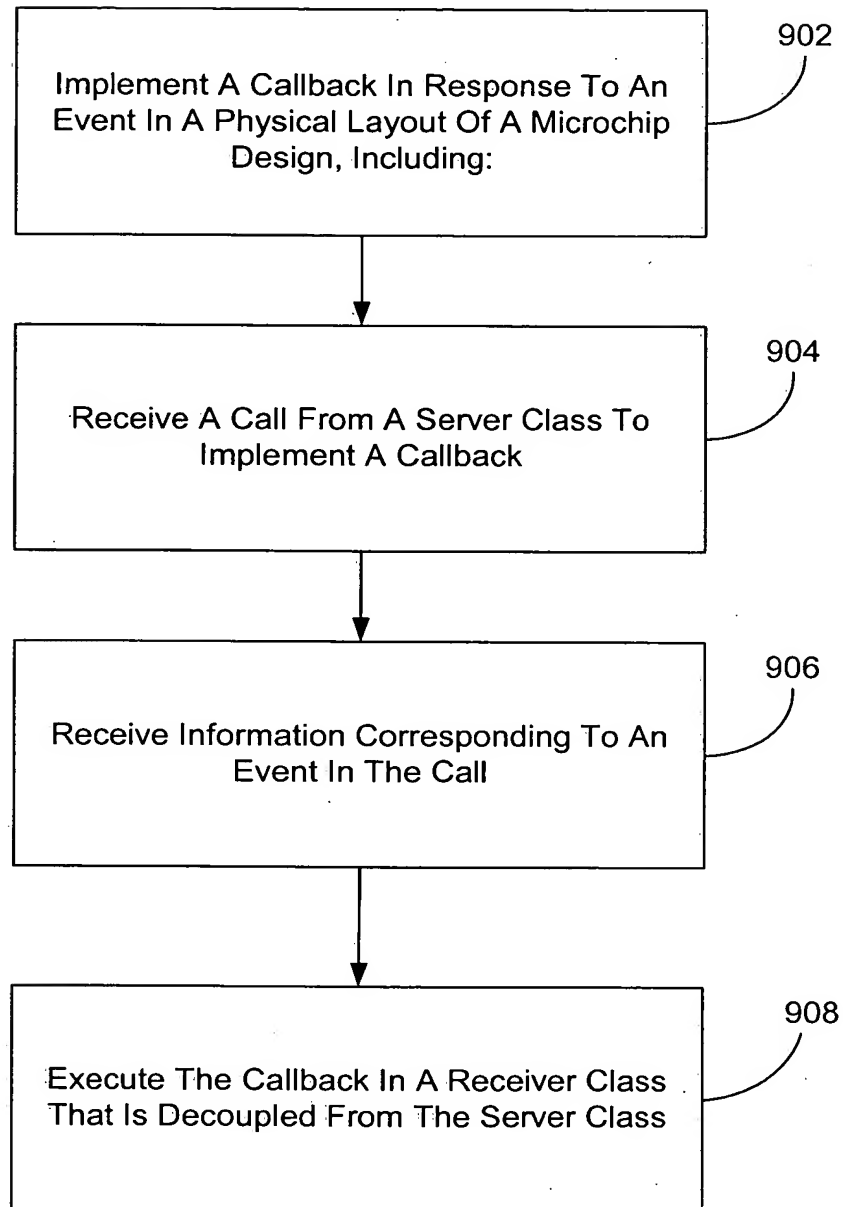 902
Implement A Callback In Response To An
Event In A Physical Layout Of A Microchip
Design, Including:
904
Receive A Call From A Server Class To
Implement A Callback
906
Receive Information Corresponding To An
Event In The Call
908
Execute The Callback In A Receiver Class
That Is Decoupled From The Server Class